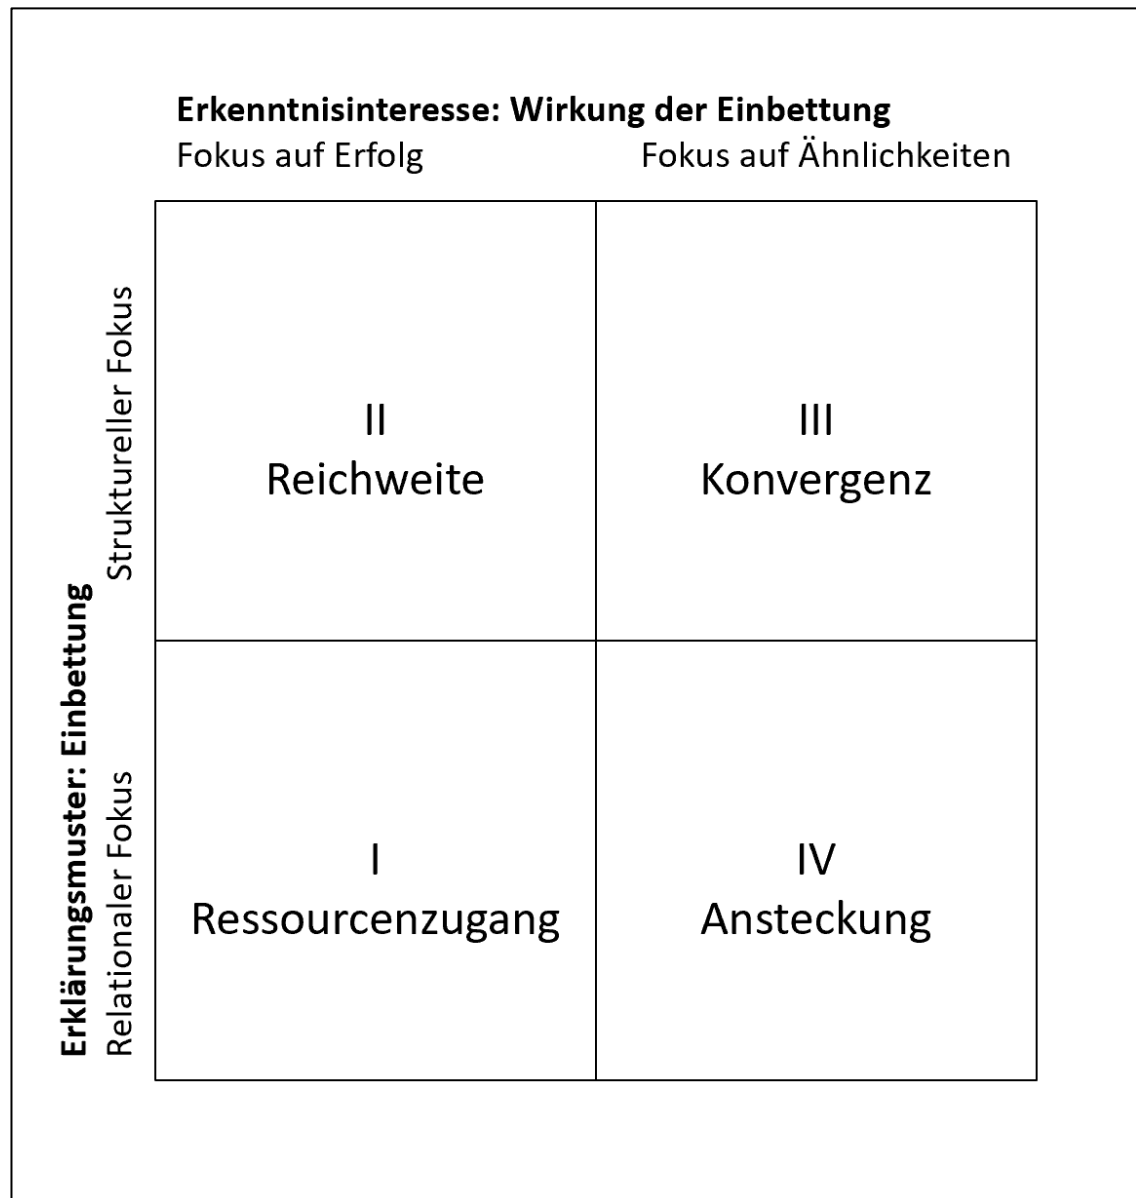 Erkenntnisinteresse: Wirkung der Einbettung
Fokus auf Erfolg
Fokus auf Ähnlichkeiten
Erklärungsmuster: Einbettung
Struktureller Fokus
II
Reichweite
III
Konvergenz
Relationaler Fokus
I
Ressourcenzugang
IV
Ansteckung